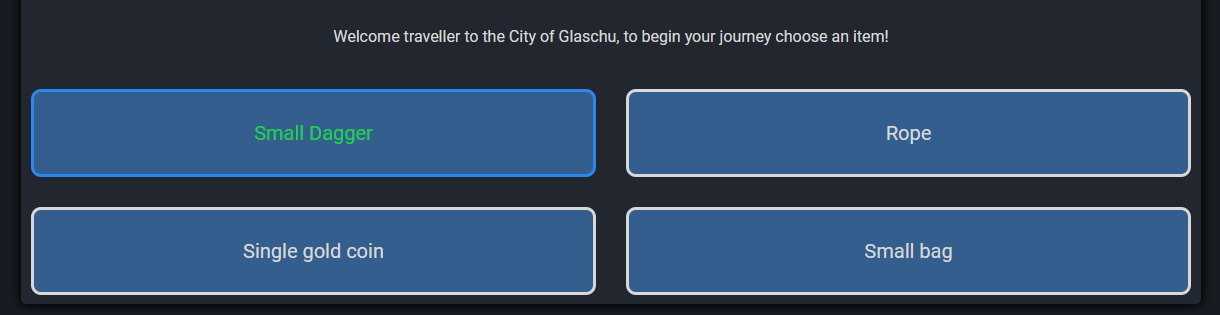 Welcome traveller to the City of Glaschu, to begin your journey choose an item!
Small Dagger
Rope
Single gold coin
Small bag